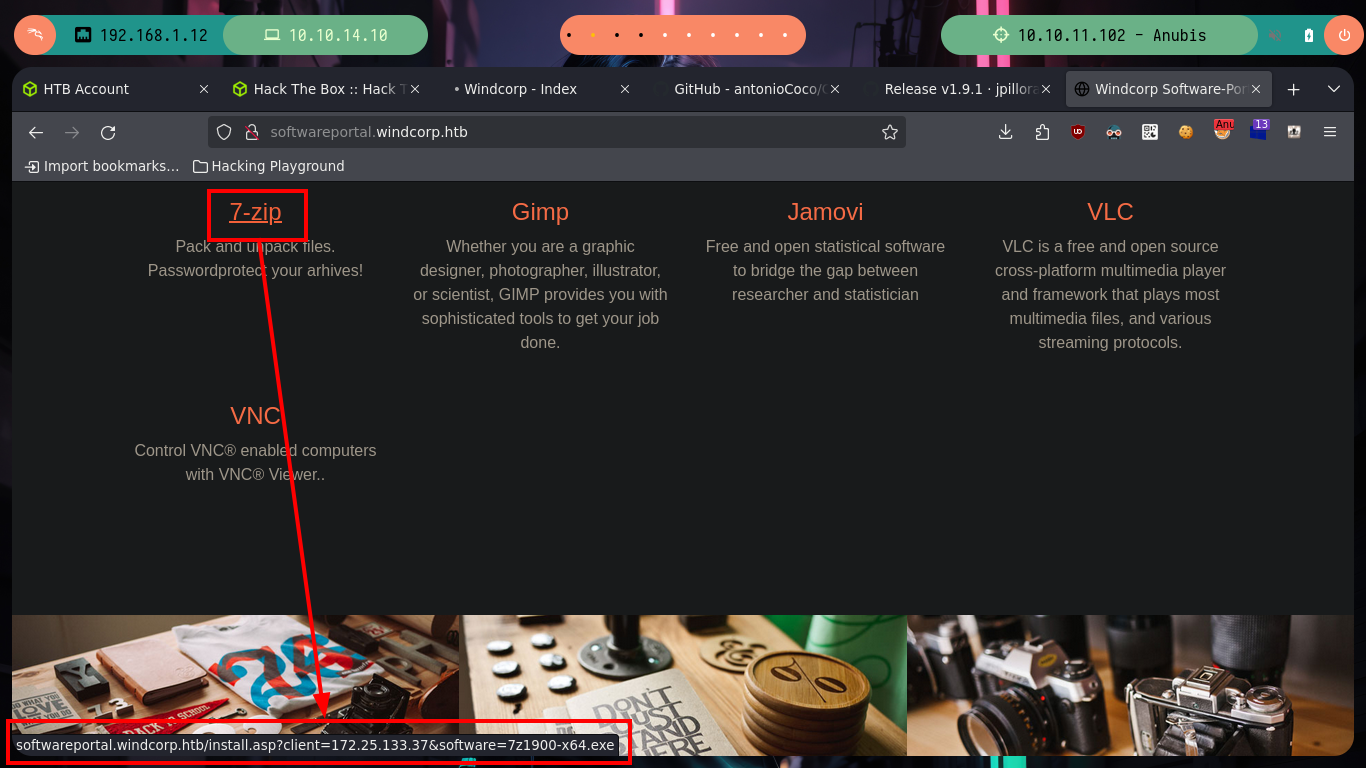 192.168.1.12
10.10.14.10
10.10.11.102 - Anubis
HTB Account
Hack The Box :: Hack T
Windcorp - Index
GitHub - antonioCoco/
Release v1.9.1 · jpillora
Windcorp Software-Por
softwareportal.windcorp.htb
Anu
13
Import bookmarks...
Hacking Playground
7-zip
Pack and unpack files.
Passwordprotect your arhives!
Gimp
Whether you are a graphic
designer, photographer, illustrator,
or scientist, GIMP provides you with
sophisticated tools to get your job
done.
Jamovi
Free and open statistical software
to bridge the gap between
researcher and statistician
VLC
VLC is a free and open source
cross-platform multimedia player
and framework that plays most
multimedia files, and various
streaming protocols.
VNC
Control VNC® enabled computers
with VNC® Viewer..
DON'T
JUST
STAND
HERE
softwareportal.windcorp.htb/install.asp?client=172.25.133.37&software=7z1900-x64.exe